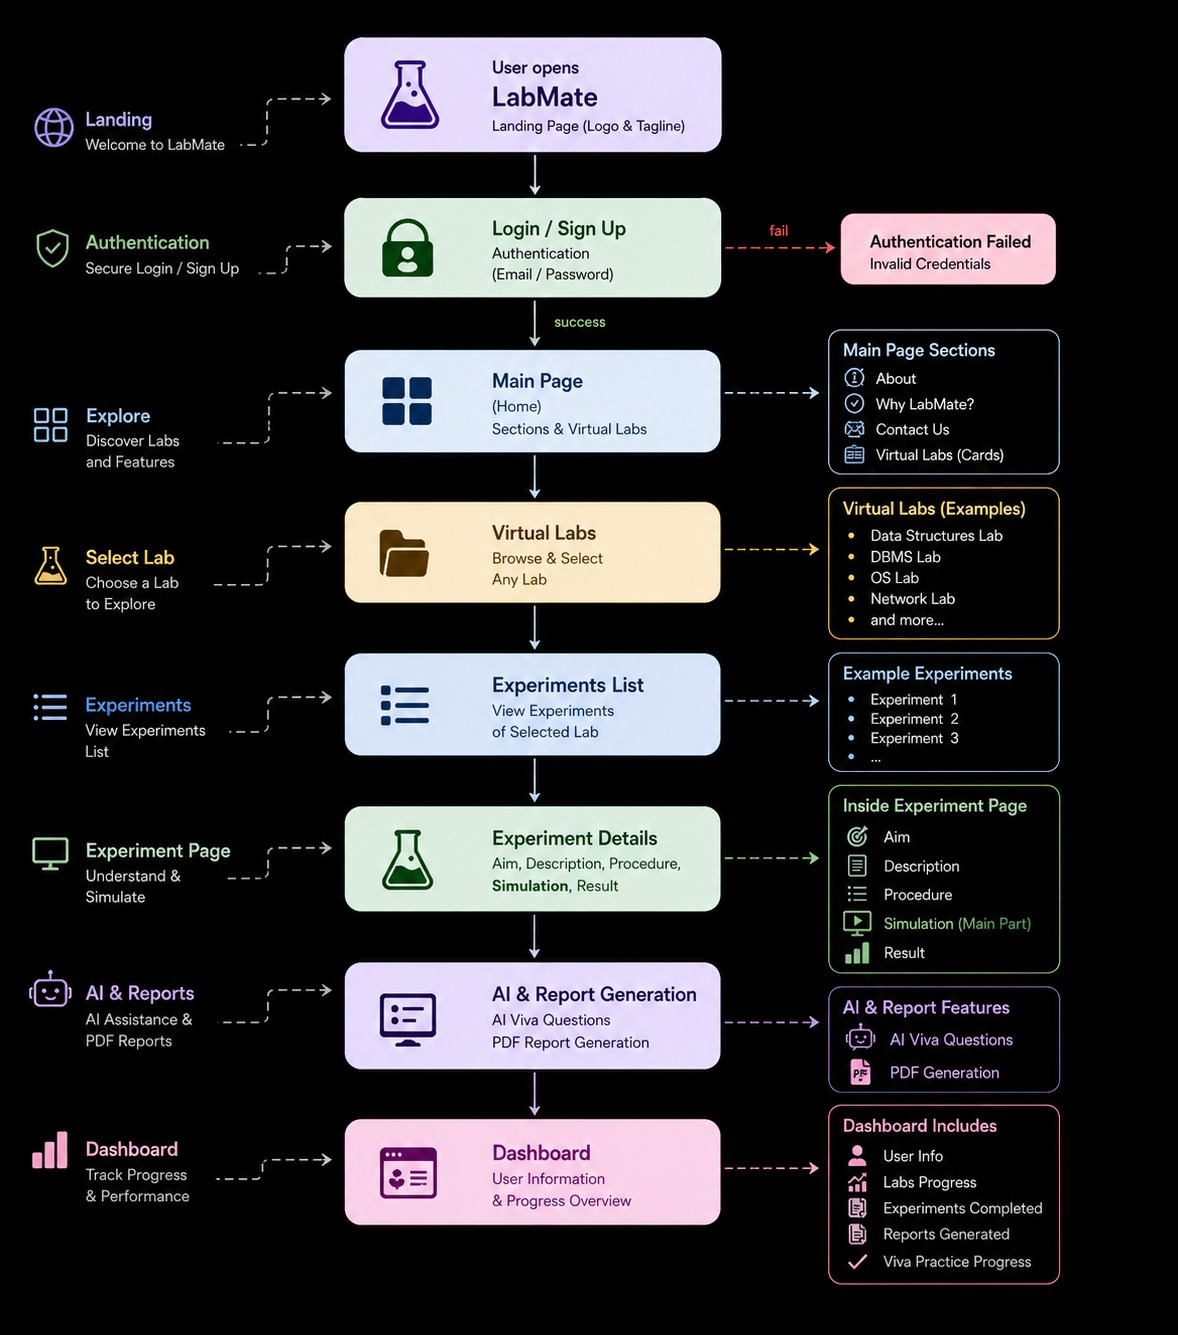 User opens
LabMate
Landing Page (Logo & Tagline)
Landing
Welcome to LabMate
Login / Sign Up
Authentication
(Email / Password)
Authentication
Secure Login / Sign Up
fail
Authentication Failed
Invalid Credentials
success
Main Page
(Home)
Sections & Virtual Labs
Explore
Discover Labs
and Features
Main Page Sections
About
Why LabMate?
Contact Us
Virtual Labs (Cards)
Virtual Labs
Browse & Select
Any Lab
Select Lab
Choose a Lab
to Explore
Virtual Labs (Examples)
• Data Structures Lab
• DBMS Lab
• OS Lab
• Network Lab
• and more...
Experiments List
View Experiments
of Selected Lab
Experiments
View Experiments
List
Example Experiments
• Experiment 1
• Experiment 2
• Experiment 3
• ...
Experiment Details
Aim, Description, Procedure,
Simulation, Result
Experiment Page
Understand &
Simulate
Inside Experiment Page
Aim
Description
Procedure
Simulation (Main Part)
Result
AI & Report Generation
AI Viva Questions
PDF Report Generation
AI & Reports
AI Assistance &
PDF Reports
AI & Report Features
AI Viva Questions
PDF Generation
Dashboard
User Information
& Progress Overview
Dashboard
Track Progress
& Performance
Dashboard Includes
User Info
Labs Progress
Experiments Completed
Reports Generated
Viva Practice Progress